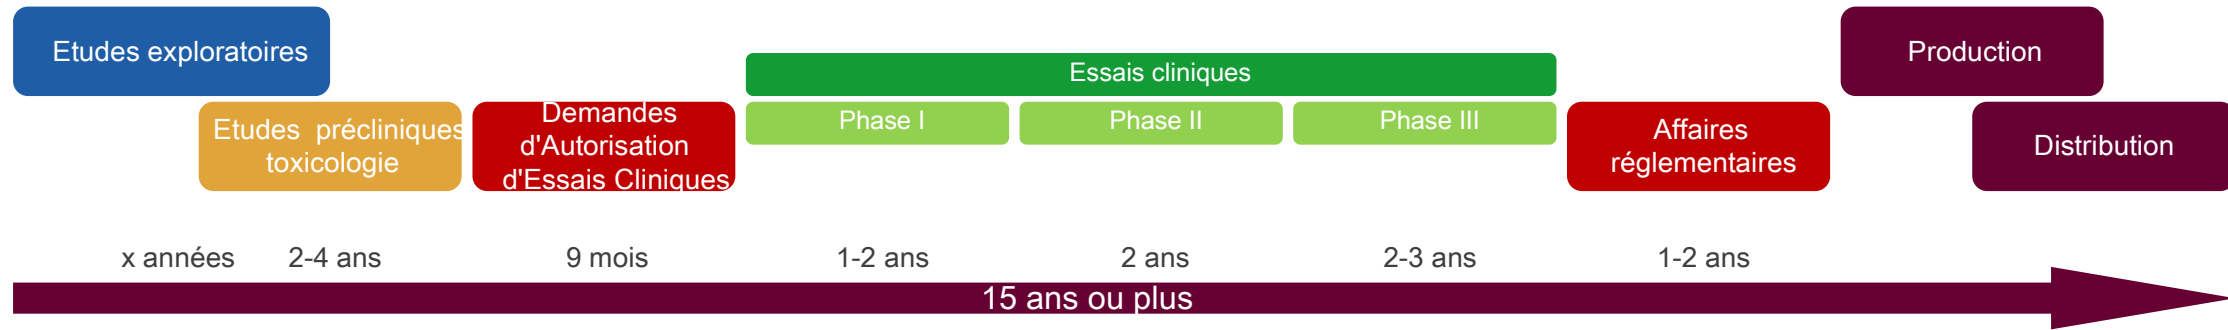 Etudes exploratoires
Etudes précliniques
toxicologie
Demandes
d'Autorisation
d'Essais Cliniques
Essais cliniques
Phase I
Phase II
Phase III
Affaires
réglementaires
Production
Distribution
x années
2-4 ans
9 mois
1-2 ans
2 ans
2-3 ans
1-2 ans
15 ans ou plus